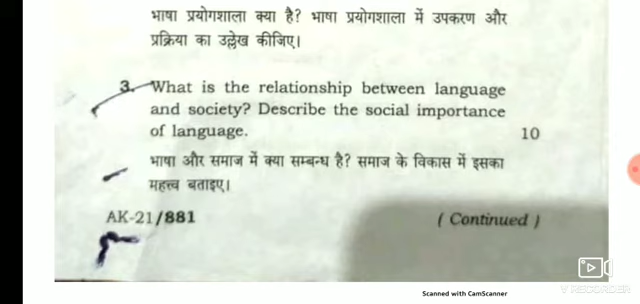 भाषा प्रयोगशाला क्या है? भाषा प्रयोगशाला में उपकरण और
प्रक्रिया का उल्लेख कीजिए।
3. What is the relationship between language
and society? Describe the social importance
of language. 10
भाषा और समाज में क्या सम्बन्ध है? समाज के विकास में इसका
महत्त्व बताइए।
AK-21/881 ( Continued )
Scanned with CamScanner
V RECORDER